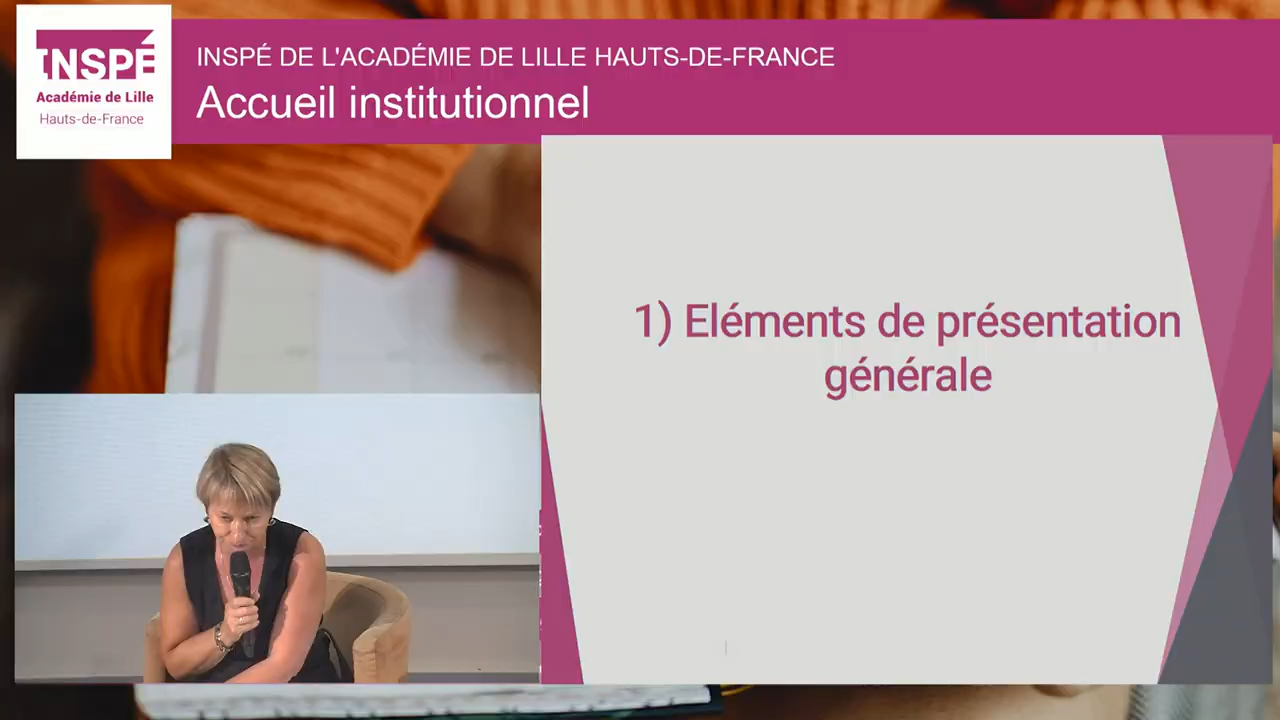 INSPÉ
Académie de Lille
Hauts-de-France
INSPÉ DE L'ACADÉMIE DE LILLE HAUTS-DE-FRANCE
Accueil institutionnel
1) Eléments de présentation
générale